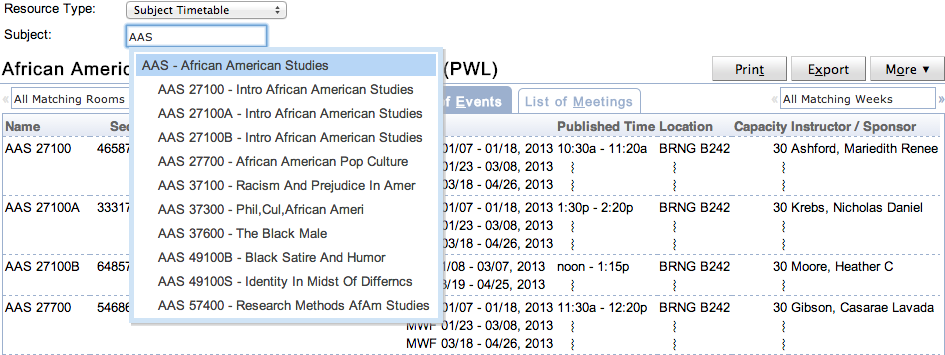 Resource Type: Subject Timetable
Subject: AAS
African Americ (PWL) Print Export More ▼
AAS - African American Studies
AAS 27100 - Intro African American Studies
AAS 27100A - Intro African American Studies
AAS 27100B - Intro African American Studies
AAS 27700 - African American Pop Culture
AAS 37100 - Racism And Prejudice In Amer
AAS 37300 - Phil,Cul,African Ameri
AAS 37600 - The Black Male
AAS 49100B - Black Satire And Humor
AAS 49100S - Identity In Midst Of Differncs
AAS 57400 - Research Methods AfAm Studies
« All Matching Rooms of Events List of Meetings « All Matching Weeks »
Name Sec Published Time Location Capacity Instructor / Sponsor
AAS 27100 46587 01/07 - 01/18, 2013 10:30a - 11:20a BRNG B242 30 Ashford, Mariedith Renee
01/23 - 03/08, 2013
03/18 - 04/26, 2013
AAS 27100A 33317 01/07 - 01/18, 2013 1:30p - 2:20p BRNG B242 30 Krebs, Nicholas Daniel
01/23 - 03/08, 2013
03/18 - 04/26, 2013
AAS 27100B 64857 1/08 - 03/07, 2013 noon - 1:15p BRNG B242 30 Moore, Heather C
3/19 - 04/25, 2013
AAS 27700 54686 01/07 - 01/18, 2013 11:30a - 12:20p BRNG B242 30 Gibson, Casarae Lavada
MWF 01/23 - 03/08, 2013
MWF 03/18 - 04/26, 2013